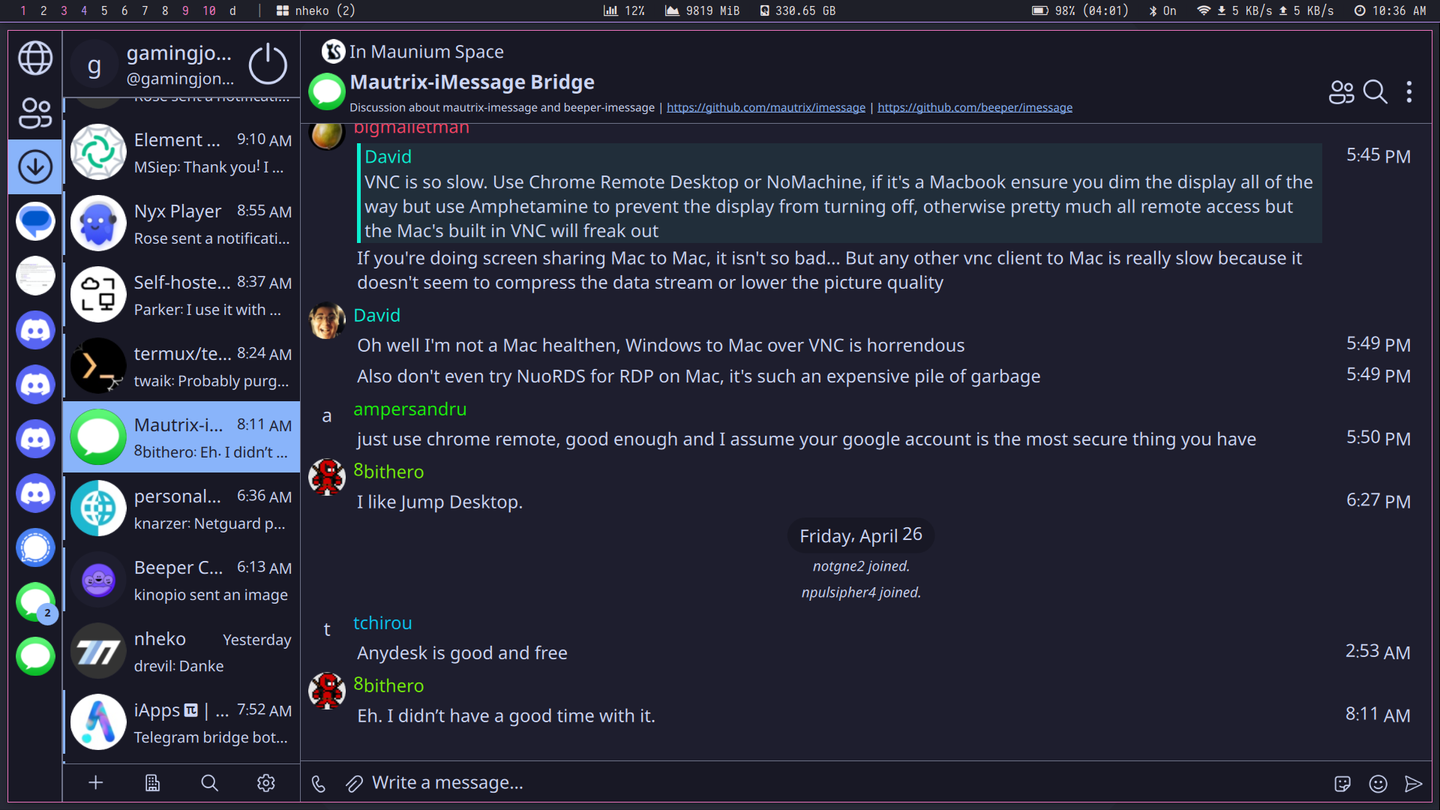 1 2 3 4 5 6 7 8 9 10 d | nheko (2) 12% 9819 MiB 330.65 GB 98% (04:01) On 5 KB/s 5 KB/s 10:36 AM
g
gamingjo...
@gamingjon...
Rose sent a notificati...
Element ... 9:10 AM
MSiep: Thank you! I ...
Nyx Player 8:55 AM
Rose sent a notificati...
Self-hoste... 8:37 AM
Parker: I use it with ...
termux/te... 8:24 AM
twaik: Probably purg...
Mautrix-i... 8:11 AM
8bithero: Eh. I didn’t ...
personal... 6:36 AM
knarzer: Netguard p...
Beeper C... 6:13 AM
kinopio sent an image
nheko Yesterday
drevil: Danke
iApps | ... 7:52 AM
Telegram bridge bot...
2
In Maunium Space
Mautrix-iMessage Bridge
Discussion about mautrix-imessage and beeper-imessage | https://github.com/mautrix/imessage | https://github.com/beeper/imessage
bigmalletman
David
5:45 PM
VNC is so slow. Use Chrome Remote Desktop or NoMachine, if it's a Macbook ensure you dim the display all of the
way but use Amphetamine to prevent the display from turning off, otherwise pretty much all remote access but
the Mac's built in VNC will freak out
If you're doing screen sharing Mac to Mac, it isn't so bad... But any other vnc client to Mac is really slow because it
doesn't seem to compress the data stream or lower the picture quality
David
Oh well I'm not a Mac healthen, Windows to Mac over VNC is horrendous 5:49 PM
Also don't even try NuoRDS for RDP on Mac, it's such an expensive pile of garbage 5:49 PM
a
ampersandru
just use chrome remote, good enough and I assume your google account is the most secure thing you have 5:50 PM
8bithero
I like Jump Desktop. 6:27 PM
Friday, April 26
notgne2 joined.
npulsipher4 joined.
t
tchirou
Anydesk is good and free 2:53 AM
8bithero
Eh. I didn’t have a good time with it. 8:11 AM
Write a message...